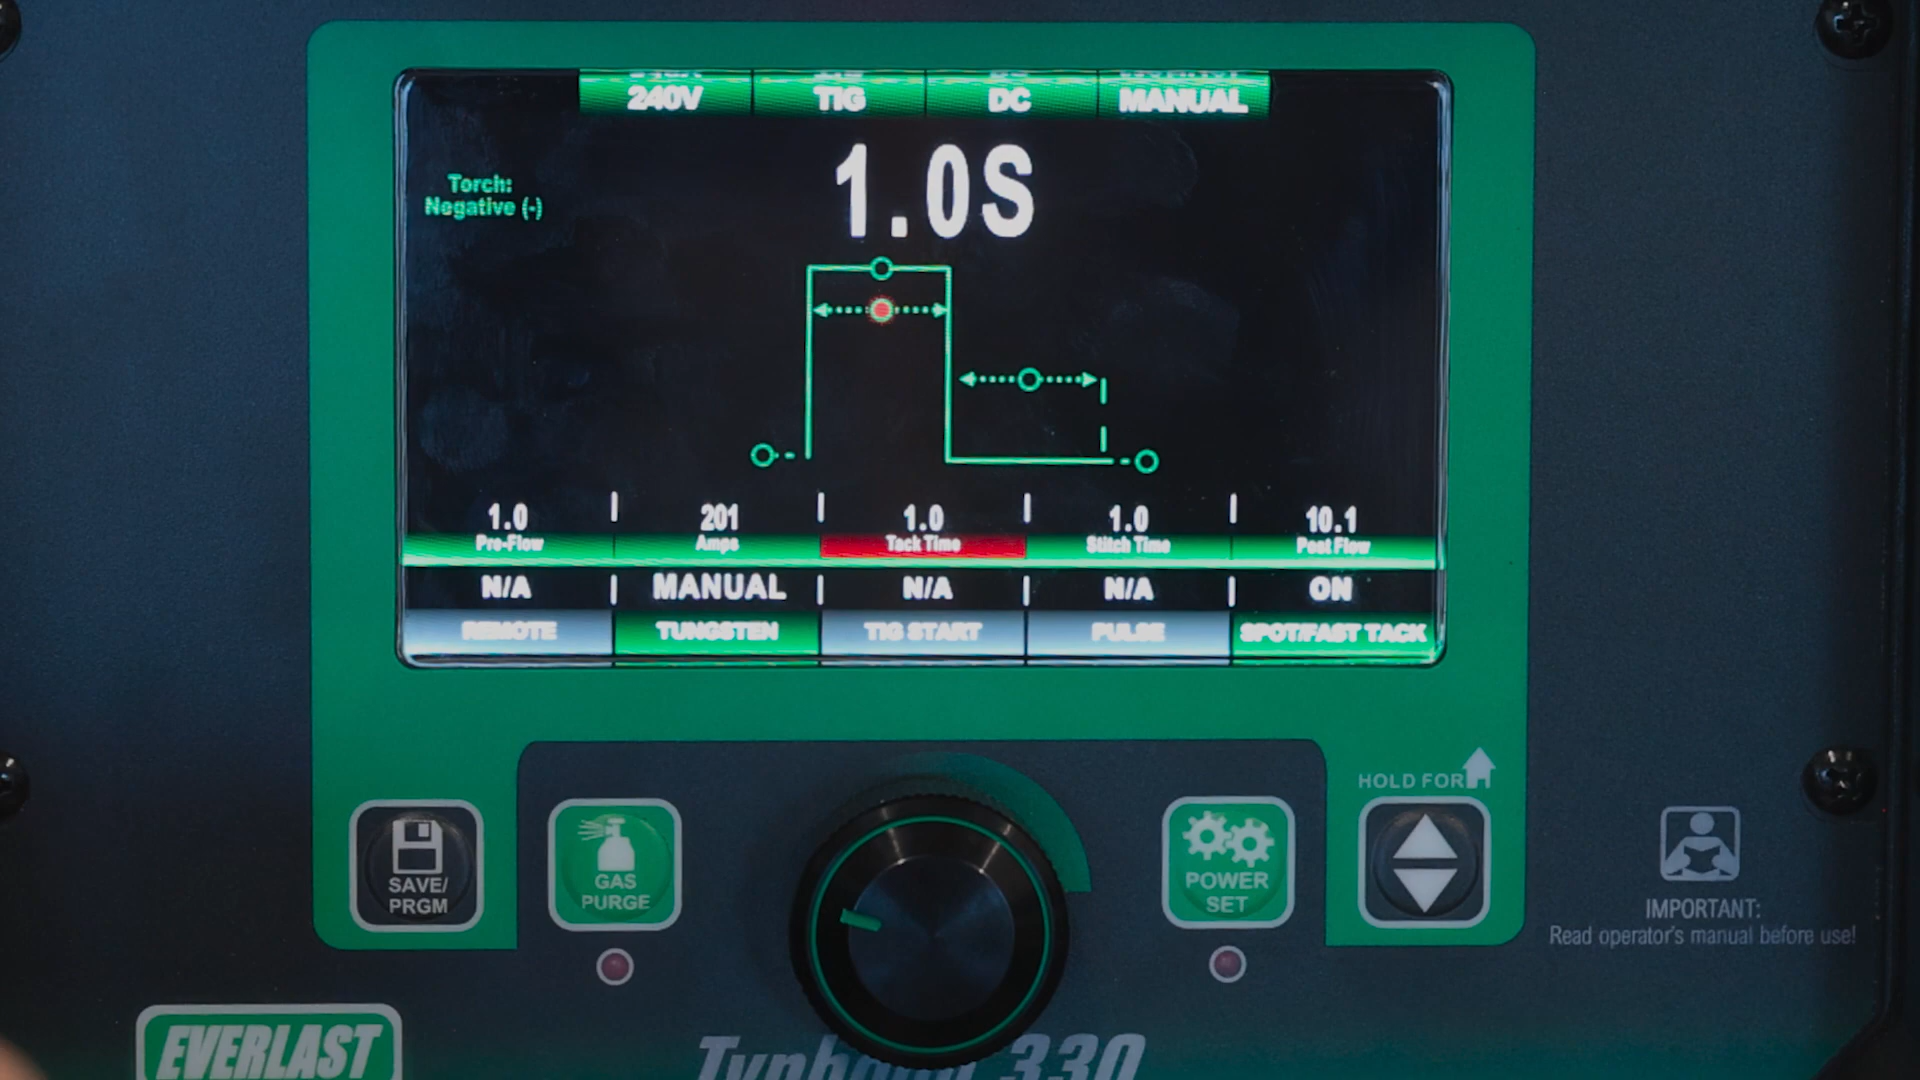 240V TIG DC MANUAL
Torch:
Negative (-)
1.0S
1.0 201 1.0 1.0 10.1
Pre-Flow Amps Tack Time Stitch Time Post Flow
N/A MANUAL N/A N/A ON
REMOTE TUNGSTEN TIG START PULSE SPOT/FAST TACK
HOLD FOR
SAVE/
PRGM
GAS
PURGE
POWER
SET
IMPORTANT:
Read operator's manual before use!
EVERLAST
Typhoon 330